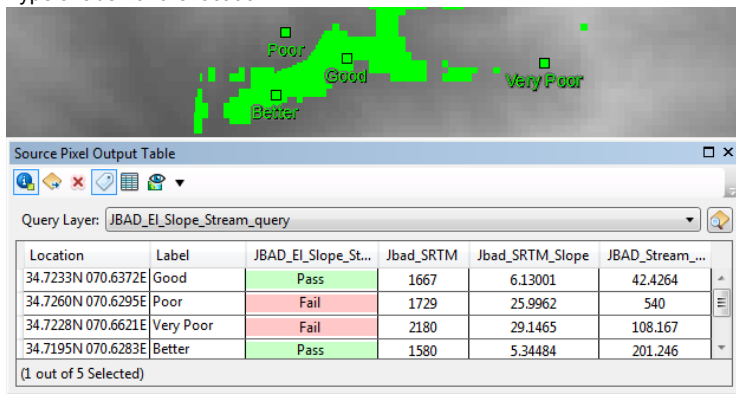 Poor
Good
Very Poor
Better
Source Pixel Output Table
Query Layer: JBAD_El_Slope_Stream_query
Location Label JBAD_El_Slope_St... Jbad_SRTM Jbad_SRTM_Slope JBAD_Stream_...
34.7233N 070.6372E Good Pass 1667 6.13001 42.4264
34.7260N 070.6295E Poor Fail 1729 25.9962 540
34.7228N 070.6621E Very Poor Fail 2180 29.1465 108.167
34.7195N 070.6283E Better Pass 1580 5.34484 201.246
(1 out of 5 Selected)